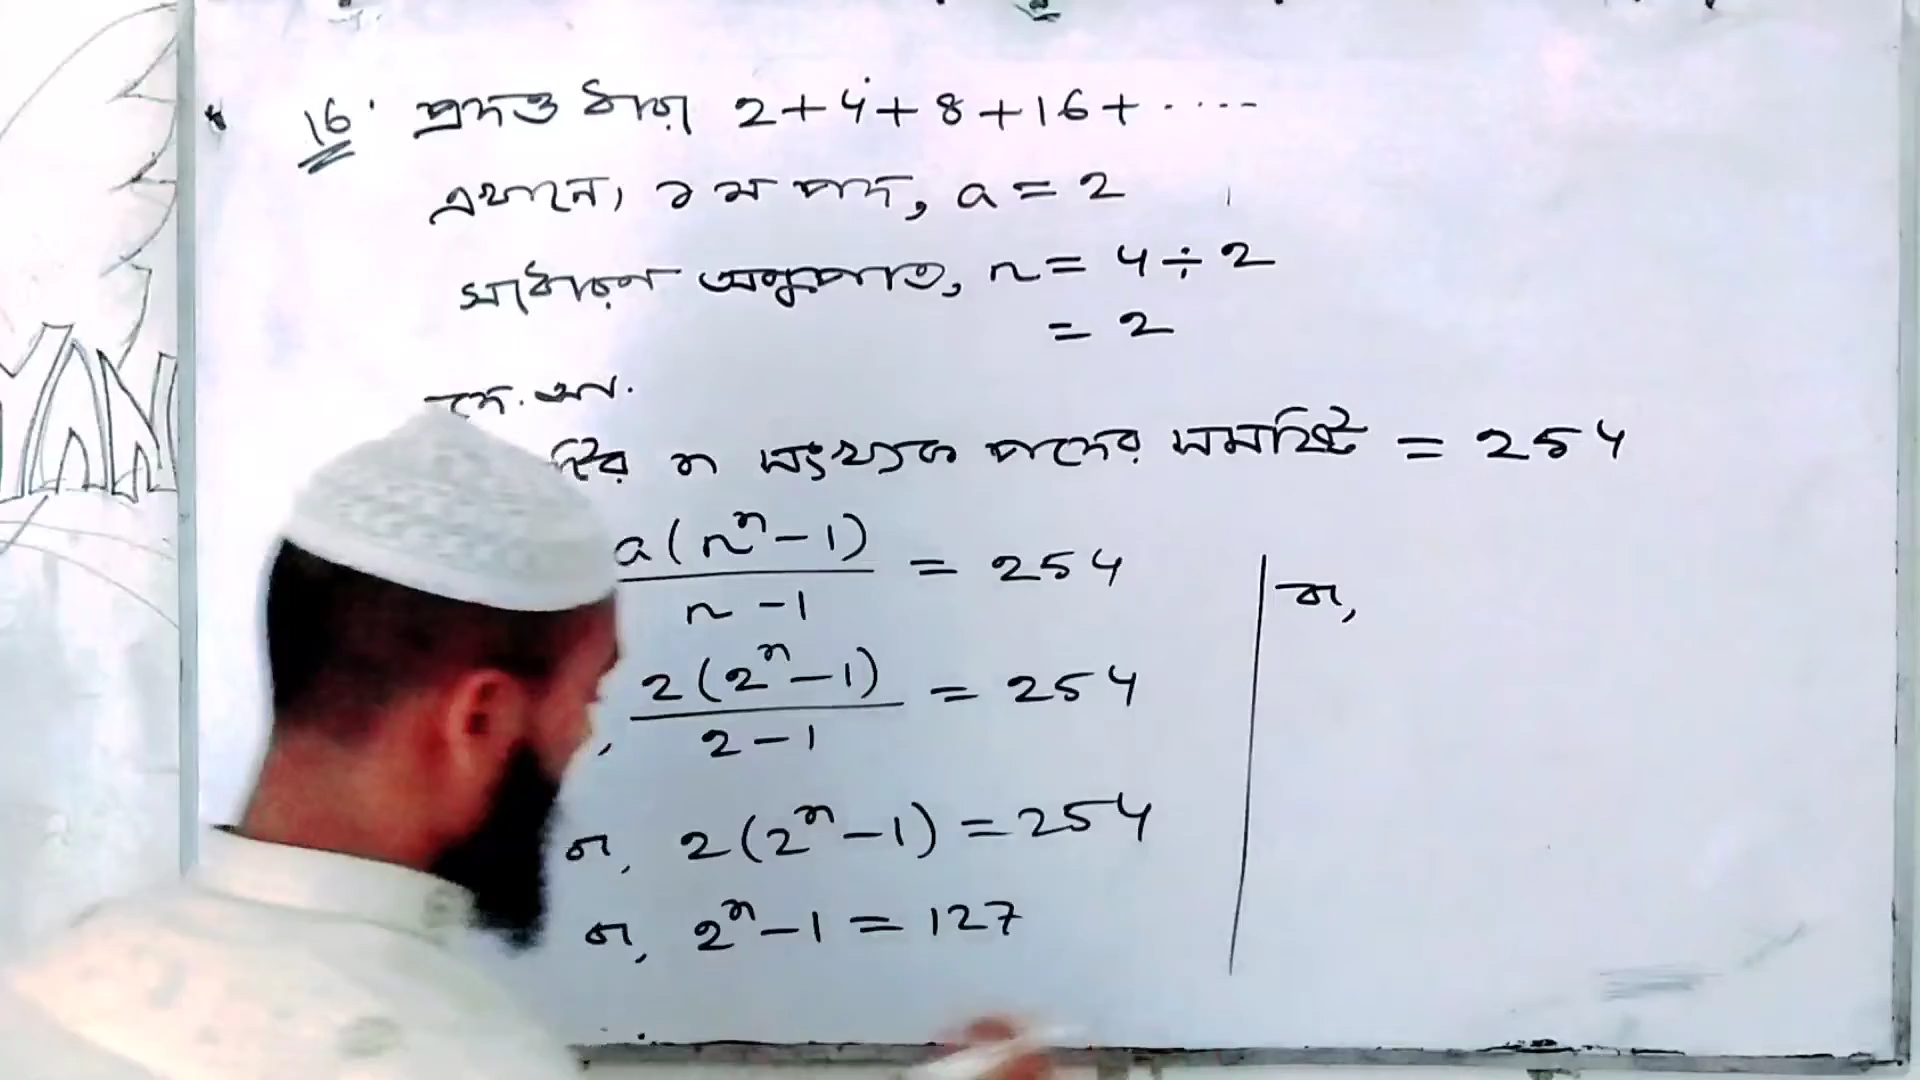 16. প্রদত্ত ধারা 2+4+8+16+.....
এখানে, ১ম পদ, a = 2
সাধারণ অনুপাত, r = 4÷2
= 2
দে.আ.
টির n সংখ্যক পদের সমষ্টি = 254
a(r^n-1)/r-1 = 254
, 2(2^n-1)/2-1 = 254
বা, 2(2^n-1) = 254
বা, 2^n-1 = 127
বা,